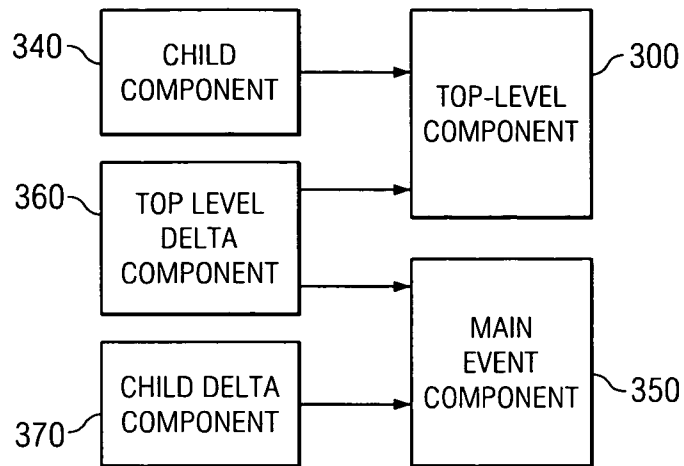 340
CHILD
COMPONENT
300
TOP-LEVEL
COMPONENT
360
TOP LEVEL
DELTA
COMPONENT
MAIN
EVENT
COMPONENT
350
CHILD DELTA
COMPONENT
370